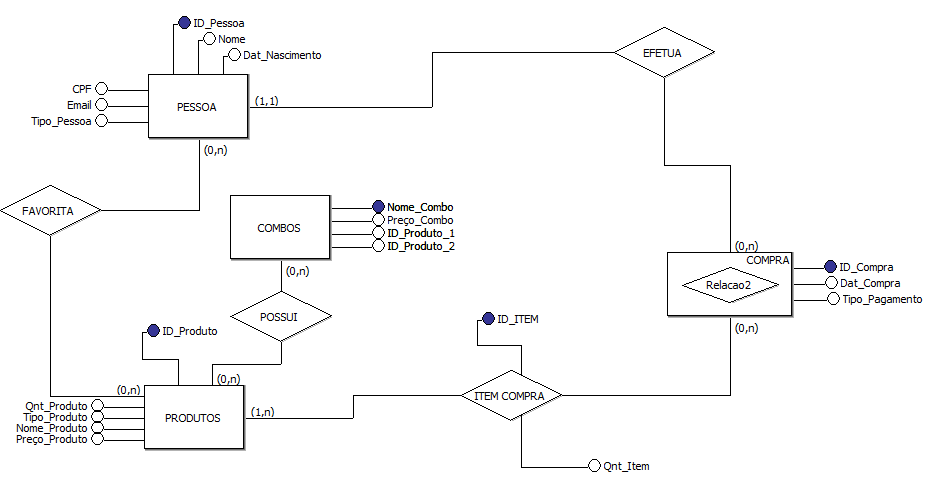 ID_Pessoa
Nome
Dat_Nascimento
CPF
Email
Tipo_Pessoa
PESSOA
(1,1)
(0,n)
EFETUA
FAVORITA
COMBOS
Nome_Combo
Preço_Combo
ID_Produto_1
ID_Produto_2
(0,n)
POSSUI
(0,n)
COMPRA
Relacao2
ID_Compra
Dat_Compra
Tipo_Pagamento
(0,n)
ID_Produto
ID_ITEM
(0,n)
(0,n)
Qnt_Produto
Tipo_Produto
Nome_Produto
Preço_Produto
PRODUTOS
(1,n)
ITEM COMPRA
Qnt_Item